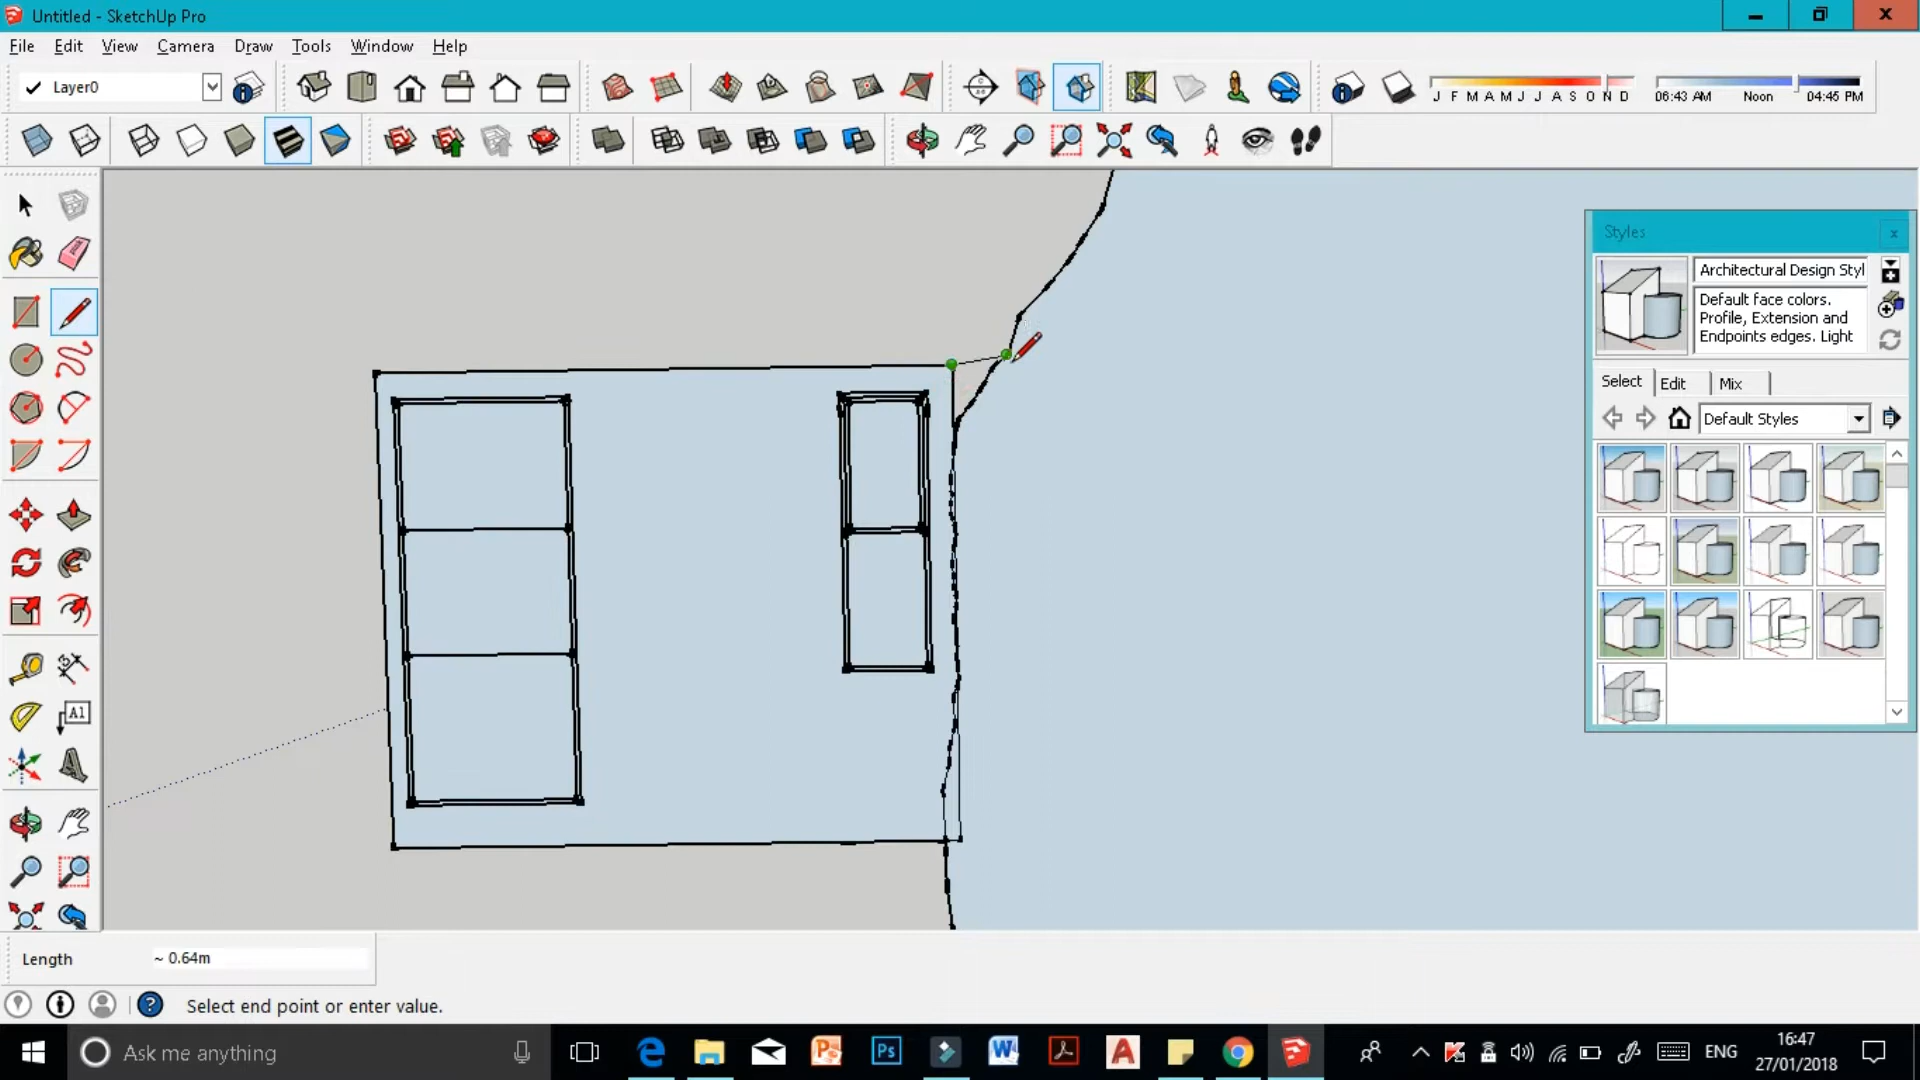 Untitled - SketchUp Pro
File Edit View Camera Draw Tools Window Help
Layer0
J F M A M J J A S O N D
06:43 AM Noon 04:45 PM
Styles
Architectural Design Styl
Default face colors.
Profile, Extension and
Endpoints edges. Light
Select Edit Mix
Default Styles
A1
Length ~ 0.64m
Select end point or enter value.
Ask me anything
ENG
16:47
27/01/2018